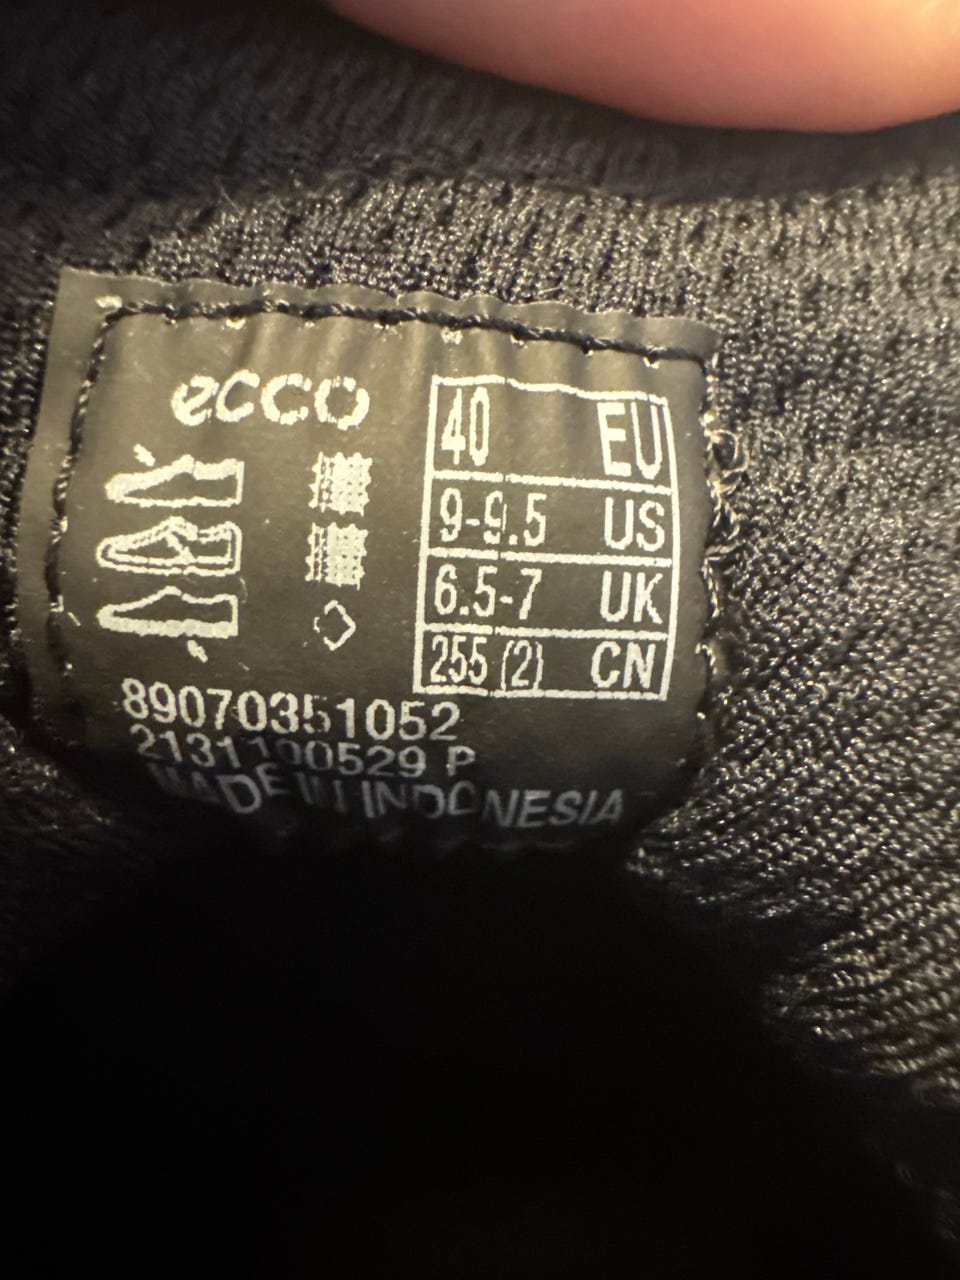 ecco
40 EU
9-9.5 US
6.5-7 UK
255 (2) CN
89070351052
2131100529 P
MADE IN INDONESIA